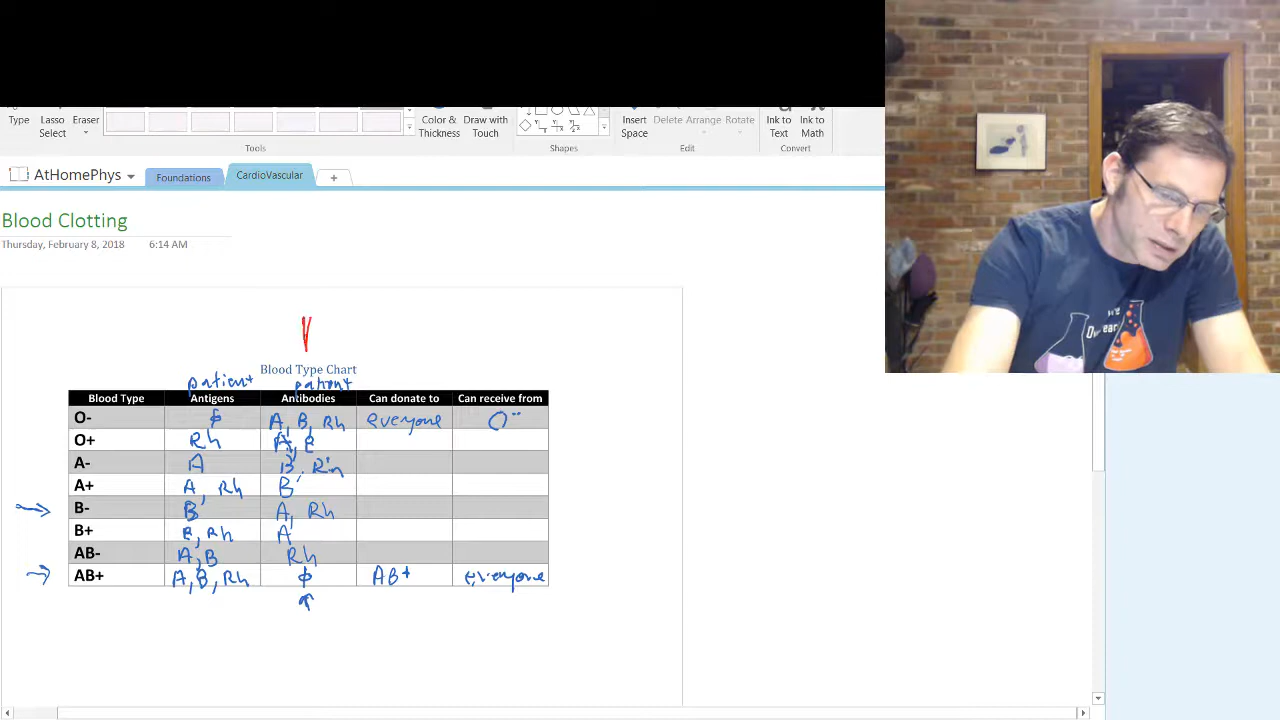 Type Lasso Select Eraser Color & Thickness Draw with Touch Insert Space Delete Arrange Rotate Ink to Text Ink to Math
Tools Shapes Edit Convert
AtHomePhys Foundations CardioVascular +
Blood Clotting
Thursday, February 8, 2018 6:14 AM
Blood Type Chart
patient patient
Blood Type Antigens Antibodies Can donate to Can receive from
O- ϕ A, B, Rh everyone O-
O+ Rh A, B
A- A B, Rh
A+ A, Rh B
B- B A, Rh
B+ B, Rh A
AB- A, B Rh
AB+ A, B, Rh ϕ AB+ everyone
We
Our ear